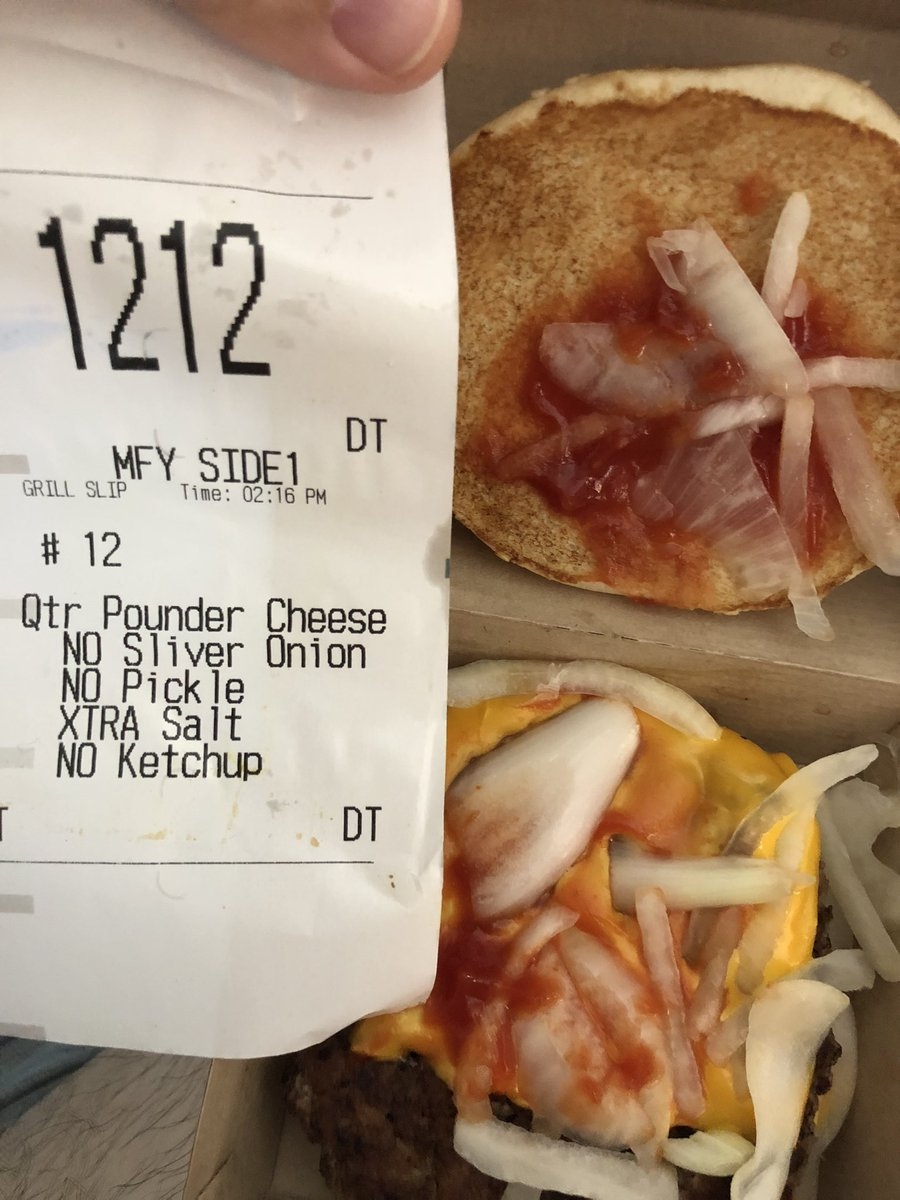 1212
DT
MFY SIDE1
GRILL SLIP Time: 02:16 PM
# 12
Qtr Pounder Cheese
NO Sliver Onion
NO Pickle
XTRA Salt
NO Ketchup
DT